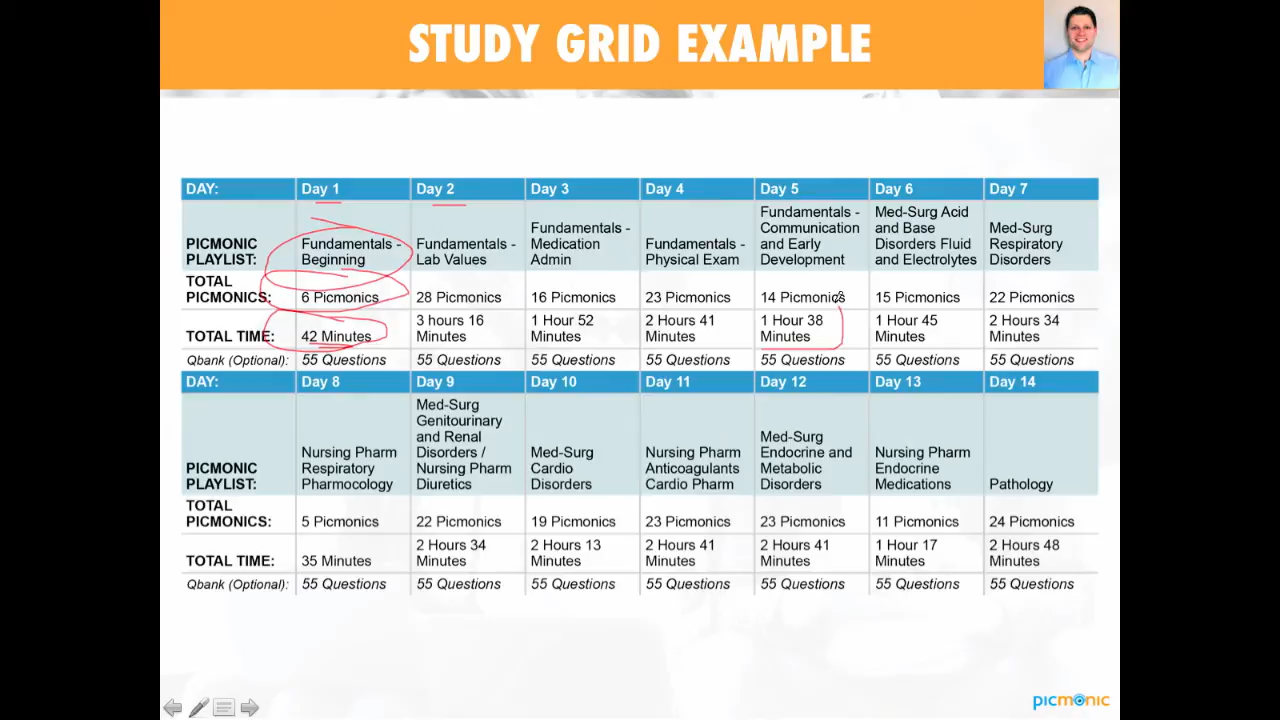 STUDY GRID EXAMPLE
DAY: Day 1 Day 2 Day 3 Day 4 Day 5 Day 6 Day 7
PICMONIC
PLAYLIST:
Fundamentals -
Beginning
Fundamentals -
Lab Values
Fundamentals -
Medication
Admin
Fundamentals -
Physical Exam
Fundamentals -
Communication
and Early
Development
Med-Surg Acid
and Base
Disorders Fluid
and Electrolytes
Med-Surg
Respiratory
Disorders
TOTAL
PICMONICS:
6 Picmonics 28 Picmonics 16 Picmonics 23 Picmonics 14 Picmonics 15 Picmonics 22 Picmonics
TOTAL TIME:
42 Minutes
3 hours 16
Minutes
1 Hour 52
Minutes
2 Hours 41
Minutes
1 Hour 38
Minutes
1 Hour 45
Minutes
2 Hours 34
Minutes
Qbank (Optional): 55 Questions 55 Questions 55 Questions 55 Questions 55 Questions 55 Questions 55 Questions
DAY: Day 8 Day 9 Day 10 Day 11 Day 12 Day 13 Day 14
PICMONIC
PLAYLIST:
Nursing Pharm
Respiratory
Pharmocology
Med-Surg
Genitourinary
and Renal
Disorders /
Nursing Pharm
Diuretics
Med-Surg
Cardio
Disorders
Nursing Pharm
Anticoagulants
Cardio Pharm
Med-Surg
Endocrine and
Metabolic
Disorders
Nursing Pharm
Endocrine
Medications
Pathology
TOTAL
PICMONICS:
5 Picmonics 22 Picmonics 19 Picmonics 23 Picmonics 23 Picmonics 11 Picmonics 24 Picmonics
TOTAL TIME:
35 Minutes
2 Hours 34
Minutes
2 Hours 13
Minutes
2 Hours 41
Minutes
2 Hours 41
Minutes
1 Hour 17
Minutes
2 Hours 48
Minutes
Qbank (Optional): 55 Questions 55 Questions 55 Questions 55 Questions 55 Questions 55 Questions 55 Questions
picmonic